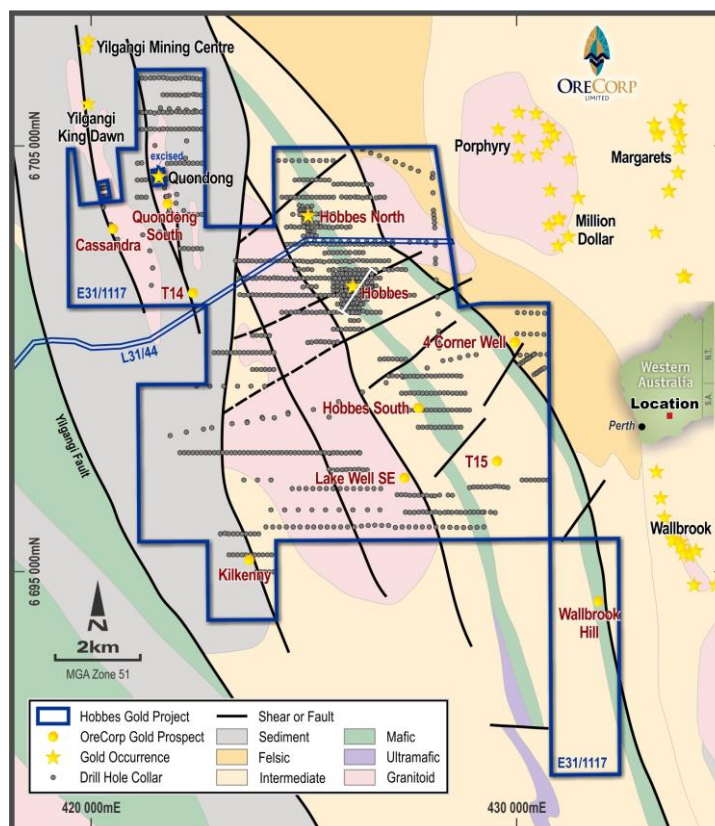 Yilgangi Mining Centre
ORECORP
LIMITED
Yilgangi
King Dawn
6 705 000mN
excised
Quondong
Porphyry
Margarets
Quondong
South
Hobbes North
Million
Dollar
Cassandra
T14
Hobbes
E31/1117
4 Corner Well
L31/44
Western
Australia
N.T.
S.A.
Location
Perth
Hobbes South
Yilgangi Fault
T15
Lake Well SE
Wallbrook
6 695 000mN
Kilkenny
N
2km
MGA Zone 51
Wallbrook
Hill
Hobbes Gold Project
OreCorp Gold Prospect
Gold Occurrence
Drill Hole Collar
Shear or Fault
Sediment
Felsic
Intermediate
Mafic
Ultramafic
Granitoid
E31/1117
420 000mE
430 000mE